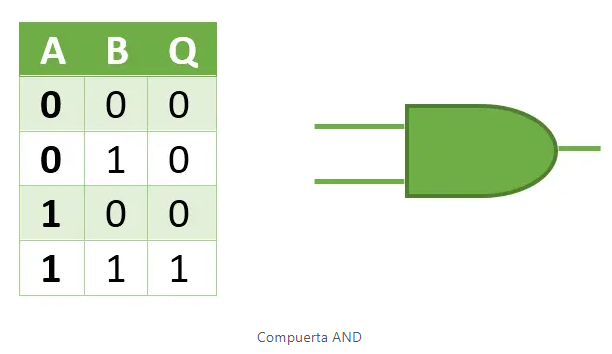 A B Q
0 0 0
0 1 0
1 0 0
1 1 1
Compuerta AND